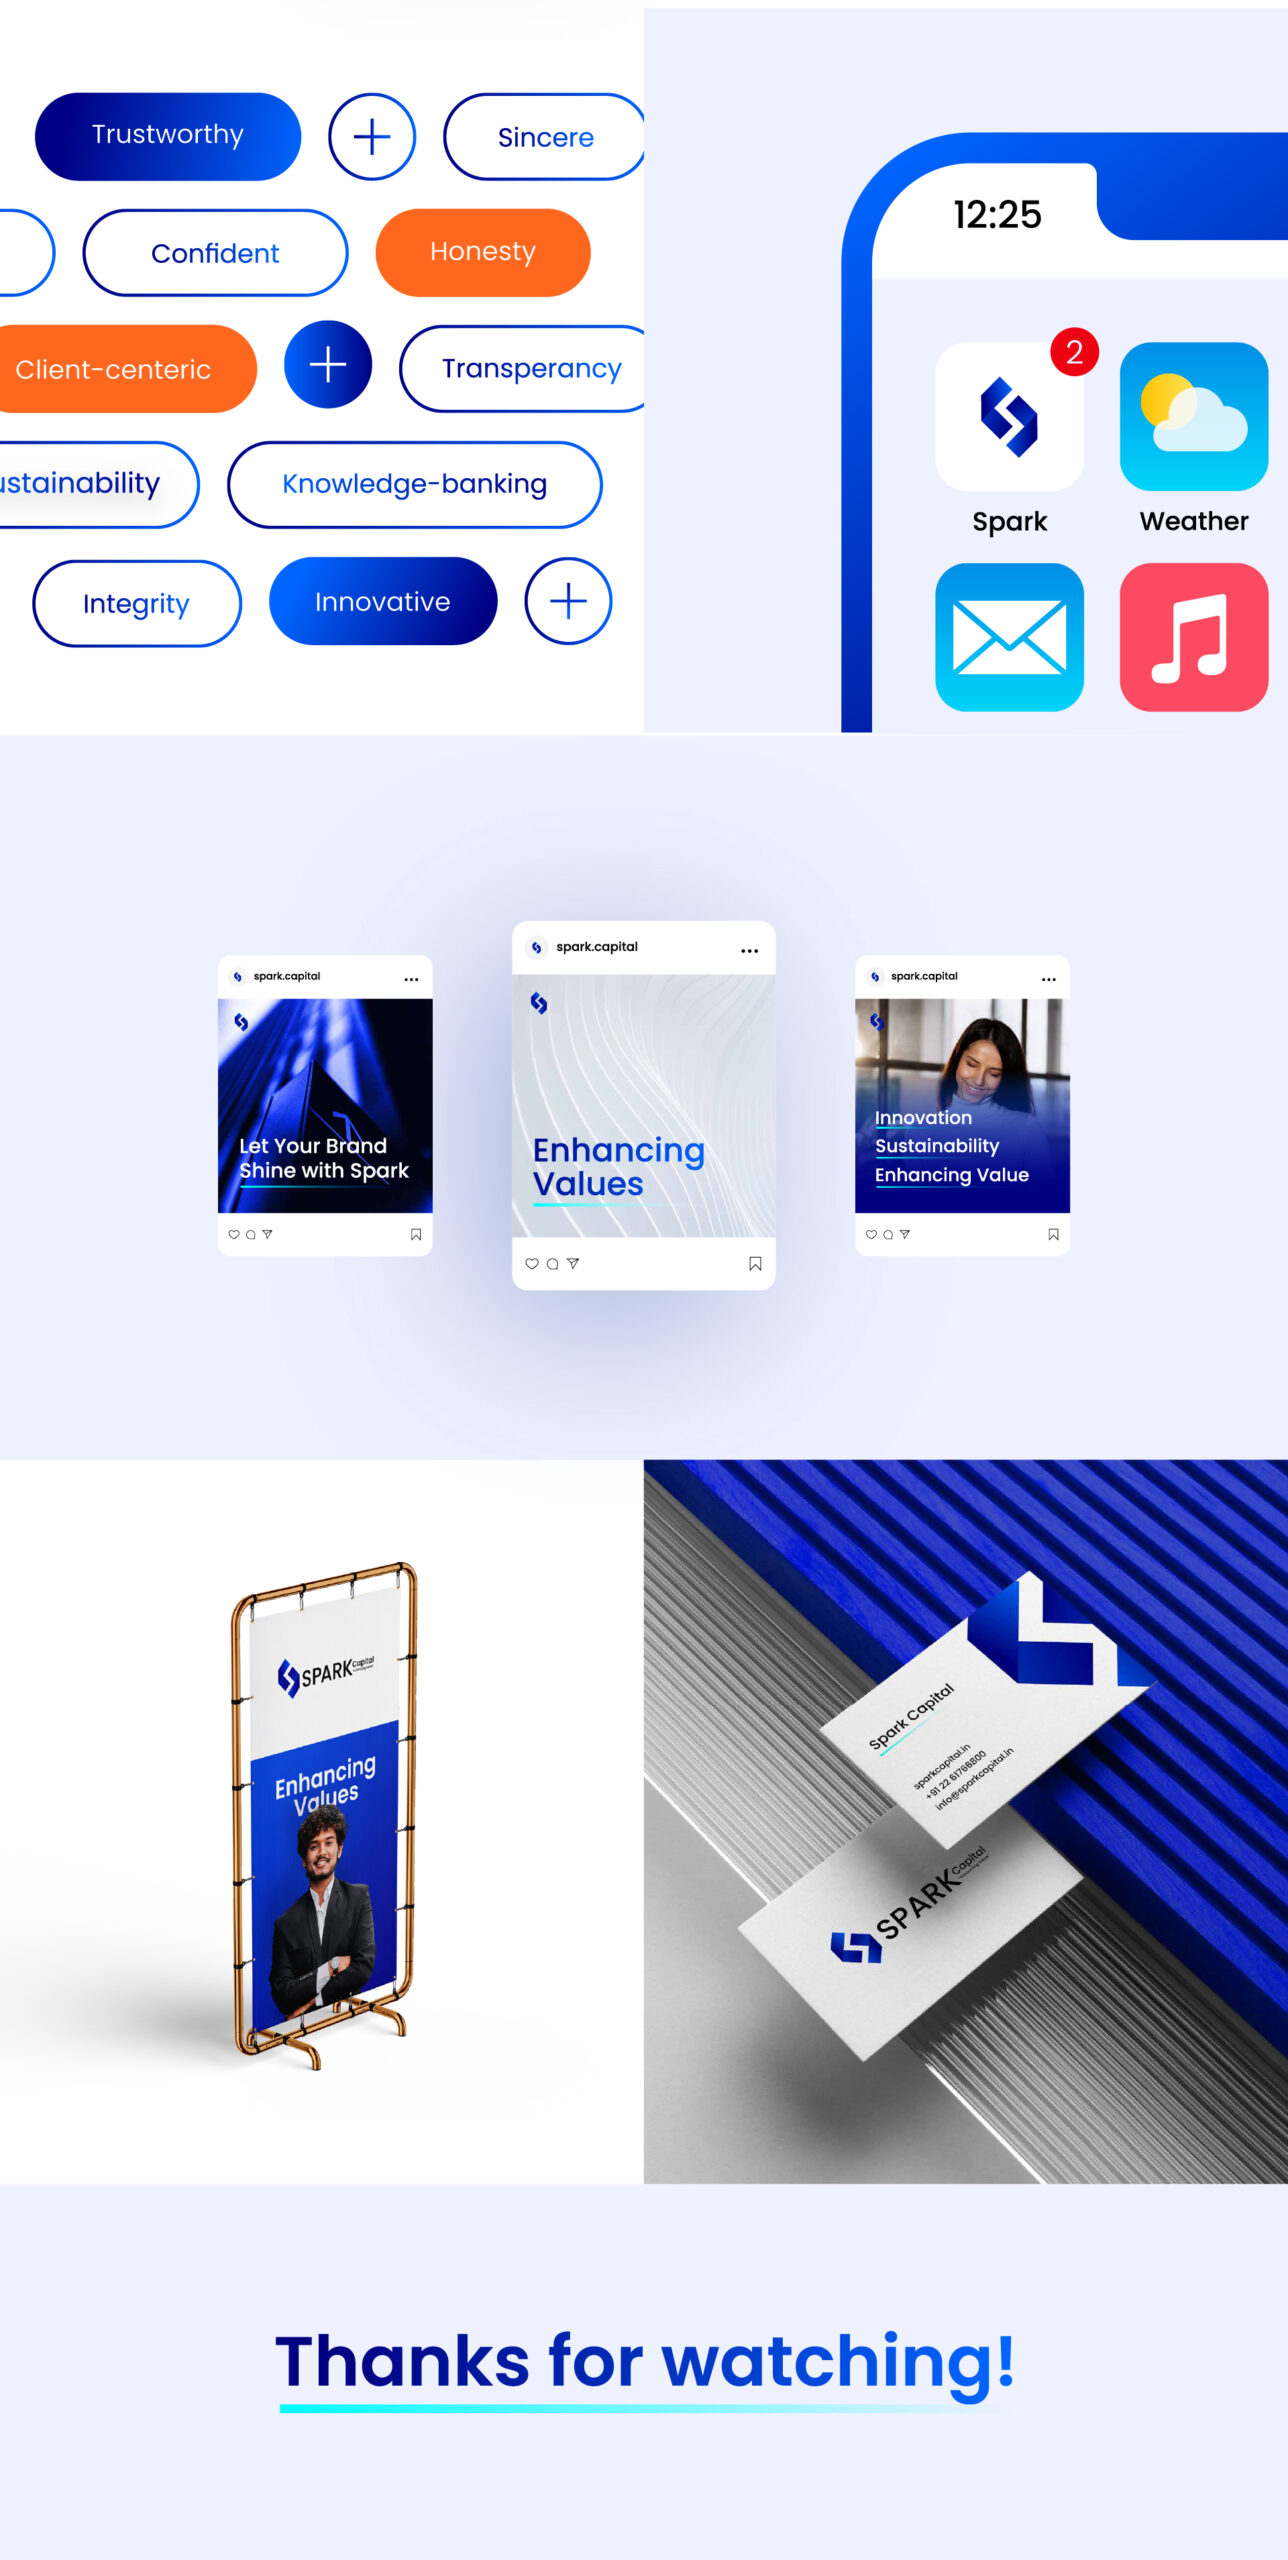 Trustworthy
Sincere
Confident
Honesty
Client-centeric
Transperancy
ustainability
Knowledge-banking
Integrity
Innovative
12:25
2
Spark
Weather
spark.capital
Let Your Brand
Shine with Spark
spark.capital
Enhancing
Values
spark.capital
Innovation
Sustainability
Enhancing Value
SPARK Capital
Enhancing
Values
Spark Capital
sparkcapital.in
+91 22 61766800
info@sparkcapital.in
SPARK Capital
Thanks for watching!